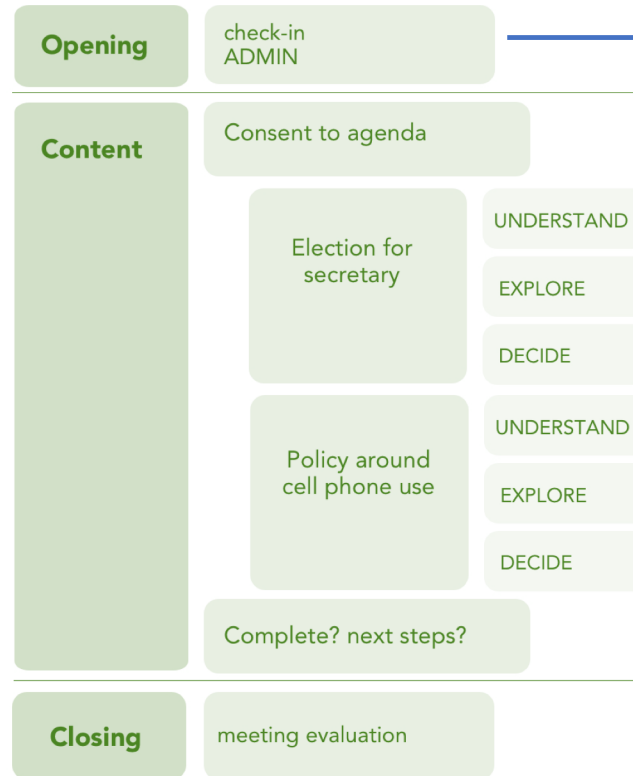 Opening
check-in
ADMIN
Content
Consent to agenda
Election for
secretary
UNDERSTAND
EXPLORE
DECIDE
Policy around
cell phone use
UNDERSTAND
EXPLORE
DECIDE
Complete? next steps?
Closing
meeting evaluation